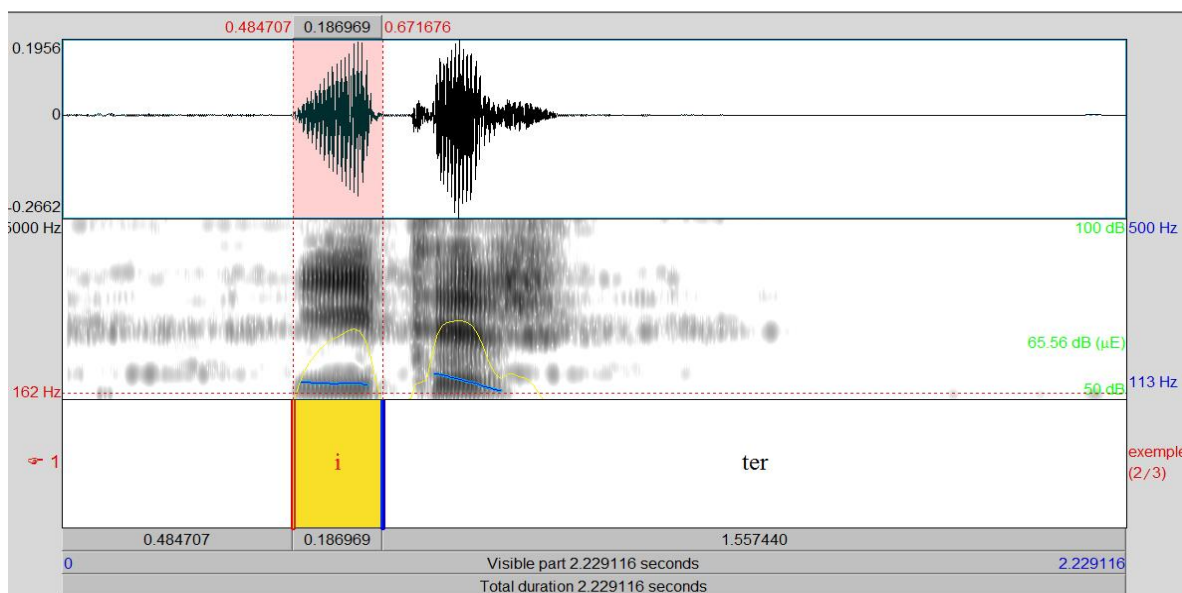 0.484707 0.186969 0.671676
0.1956
0
-0.2662
5000 Hz 100 dB 500 Hz
65.56 dB (µE)
162 Hz 50 dB 113 Hz
1 i ter exemple
(2/3)
0.484707 0.186969 1.557440
0 Visible part 2.229116 seconds 2.229116
Total duration 2.229116 seconds